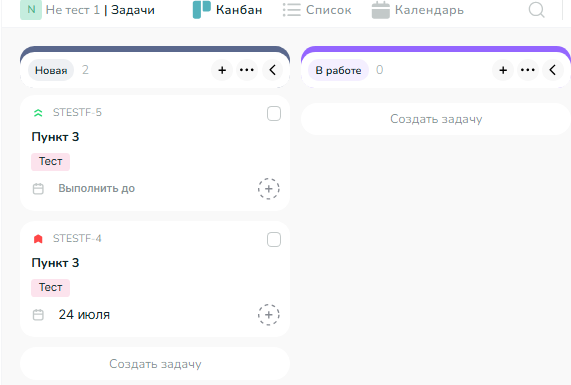 N Не тест 1 | Задачи Канбан Список Календарь
Новая 2
В работе 0
STESTF-5
Пункт 3
Тест
Выполнить до
STESTF-4
Пункт 3
Тест
24 июля
Создать задачу
Создать задачу